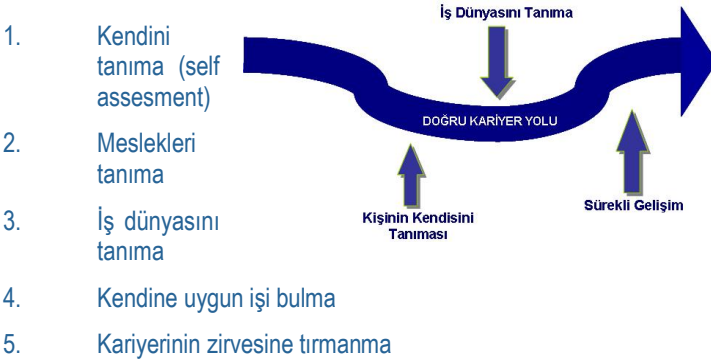 1. Kendini
tanıma (self
assesment)
2. Meslekleri
tanıma
3. İş dünyasını
tanıma
4. Kendine uygun işi bulma
5. Kariyerinin zirvesine tırmanma
İş Dünyasını Tanıma
DOĞRU KARİYER YOLU
Kişinin Kendisini
Tanıması
Sürekli Gelişim